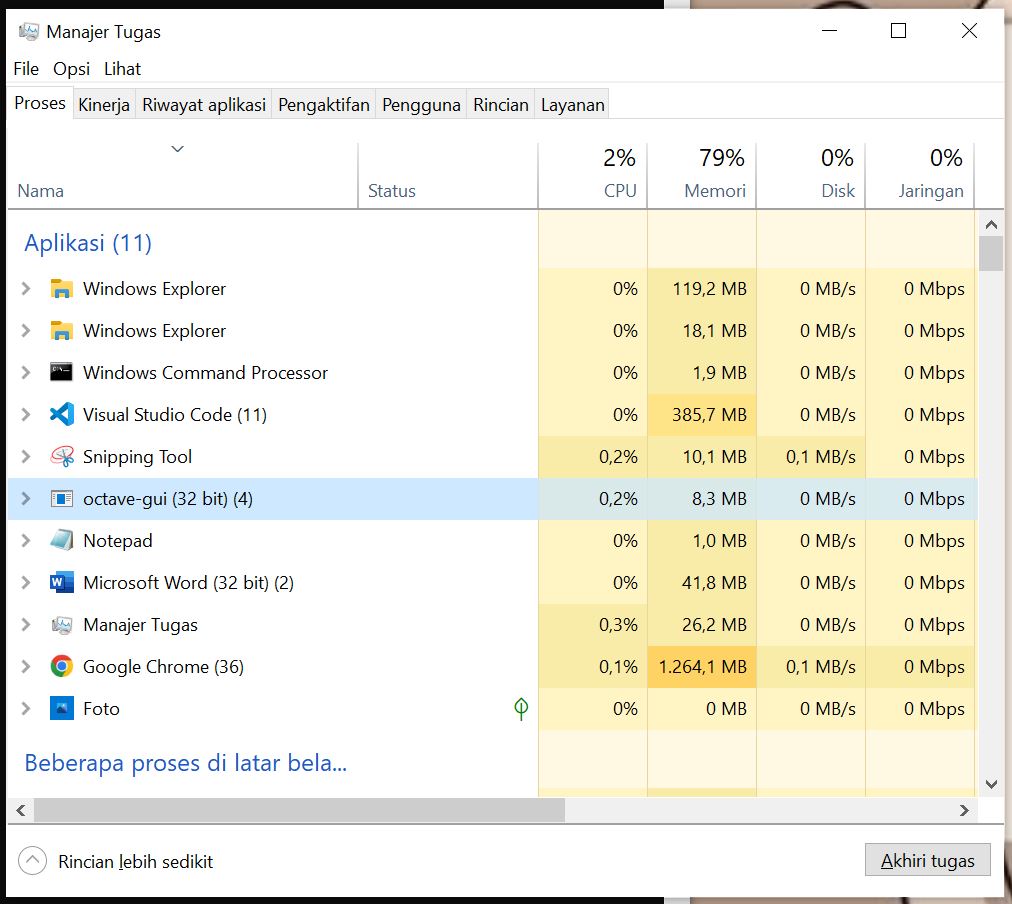 Manajer Tugas
File Opsi Lihat
Proses Kinerja Riwayat aplikasi Pengaktifan Pengguna Rincian Layanan
2% 79% 0% 0%
Nama Status CPU Memori Disk Jaringan
Aplikasi (11)
Windows Explorer 0% 119,2 MB 0 MB/s 0 Mbps
Windows Explorer 0% 18,1 MB 0 MB/s 0 Mbps
Windows Command Processor 0% 1,9 MB 0 MB/s 0 Mbps
Visual Studio Code (11) 0% 385,7 MB 0 MB/s 0 Mbps
Snipping Tool 0,2% 10,1 MB 0,1 MB/s 0 Mbps
octave-gui (32 bit) (4) 0,2% 8,3 MB 0 MB/s 0 Mbps
Notepad 0% 1,0 MB 0 MB/s 0 Mbps
Microsoft Word (32 bit) (2) 0% 41,8 MB 0 MB/s 0 Mbps
Manajer Tugas 0,3% 26,2 MB 0 MB/s 0 Mbps
Google Chrome (36) 0,1% 1.264,1 MB 0,1 MB/s 0 Mbps
Foto 0% 0 MB 0 MB/s 0 Mbps
Beberapa proses di latar bela...
Rincian lebih sedikit Akhiri tugas